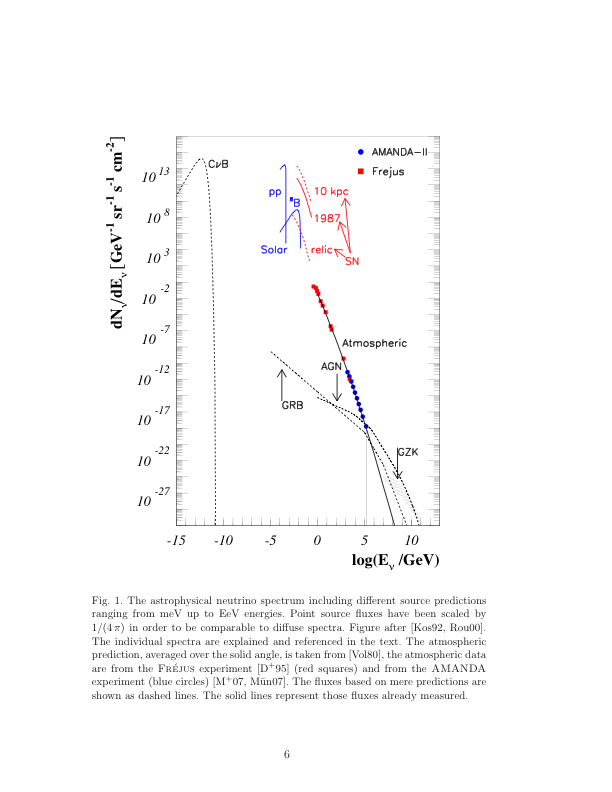 dNν/dEν [GeV-1 sr-1 s-1 cm-2]
10 13
10 8
10 3
10 -2
10 -7
10 -12
10 -17
10 -22
10 -27
CνB
AMANDA-II
Frejus
pp
8B
Solar
10 kpc
1987
relic
SN
Atmospheric
AGN
GRB
GZK
-15 -10 -5 0 5 10
log(Eν /GeV)
Fig. 1. The astrophysical neutrino spectrum including different source predictions
ranging from meV up to EeV energies. Point source fluxes have been scaled by
1/(4 π) in order to be comparable to diffuse spectra. Figure after [Kos92, Rou00].
The individual spectra are explained and referenced in the text. The atmospheric
prediction, averaged over the solid angle, is taken from [Vol80], the atmospheric data
are from the FRÉJUS experiment [D+95] (red squares) and from the AMANDA
experiment (blue circles) [M+07, Mün07]. The fluxes based on mere predictions are
shown as dashed lines. The solid lines represent those fluxes already measured.
6